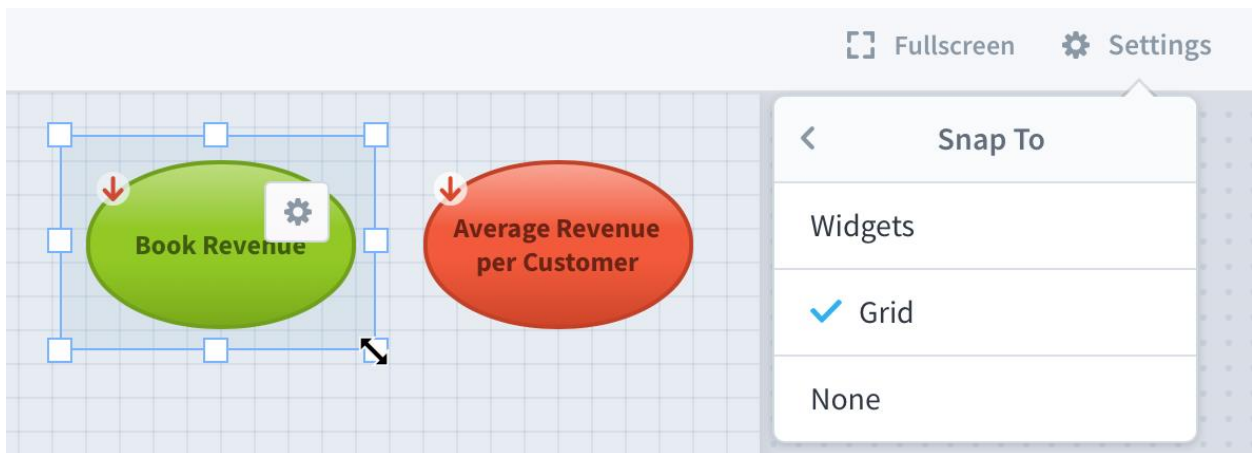 Fullscreen
Settings
Snap To
Book Revenue
Average Revenue
per Customer
Widgets
Grid
None